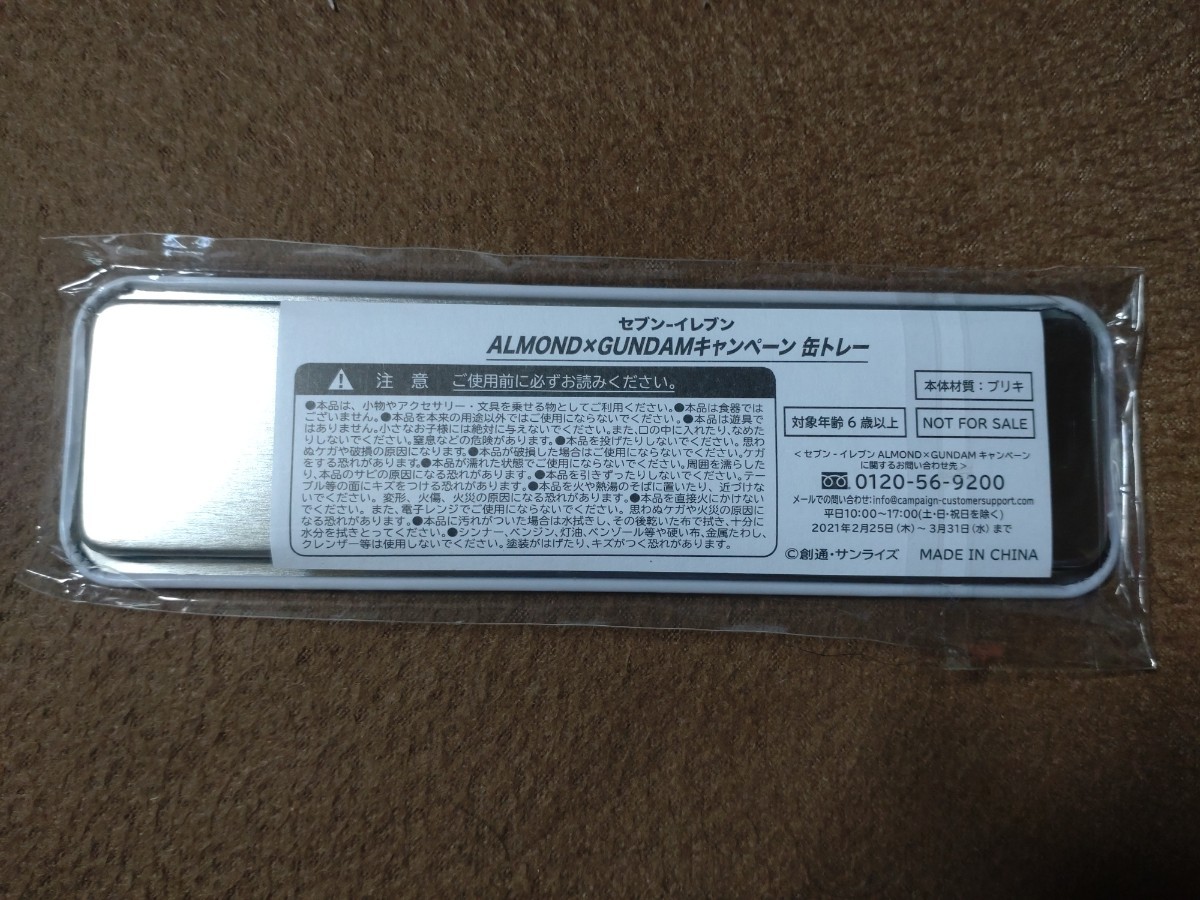 セブン-イレブン
ALMOND×GUNDAMキャンペーン 缶トレー
注 意 ご使用前に必ずお読みください。
●本品は、小物やアクセサリー・文具を乗せる物としてご利用ください。●本品は食器では
ございません。●本品を本来の用途以外ではご使用にならないでください。●本品は遊具で
はありません。小さなお子様には絶対に与えないでください。また、口の中に入れたり、なめた
りしないでください。窒息などの危険があります。●本品を投げたりしないでください。思わ
ぬケガや破損の原因になります。●本品が破損した場合はご使用にならないでください。ケガ
をする恐れがあります。●本品が濡れた状態でご使用にならないでください。周囲を濡らした
り、本品のサビの原因になる恐れがあります。●本品を引きずったりしないでください。テー
ブル等の面にキズをつける恐れがあります。●本品を火や熱湯のそばに置いたり、近づけな
いでください。変形、火傷、火災の原因になる恐れがあります。●本品を直接火にかけない
でください。また、電子レンジでご使用にならないでください。思わぬケガや火災の原因に
なる恐れがあります。●本品に汚れがついた場合は水拭きし、その後乾いた布で拭き、十分に
水分を拭きとってください。●シンナー、ベンジン、灯油、ベンゾール等や硬い布、金属たわし、
クレンザー等は使用しないでください。塗装がはげたり、キズがつく恐れがあります。
本体材質：ブリキ
対象年齢6歳以上
NOT FOR SALE
＜セブン-イレブン ALMOND×GUNDAM キャンペーン
に関するお問い合わせ先＞
0120-56-9200
メールでの問い合わせ:info@campaign-customersupport.com
平日10:00〜17:00(土・日・祝日を除く)
2021年2月25日(木)〜3月31日(水)まで
©創通・サンライズ MADE IN CHINA